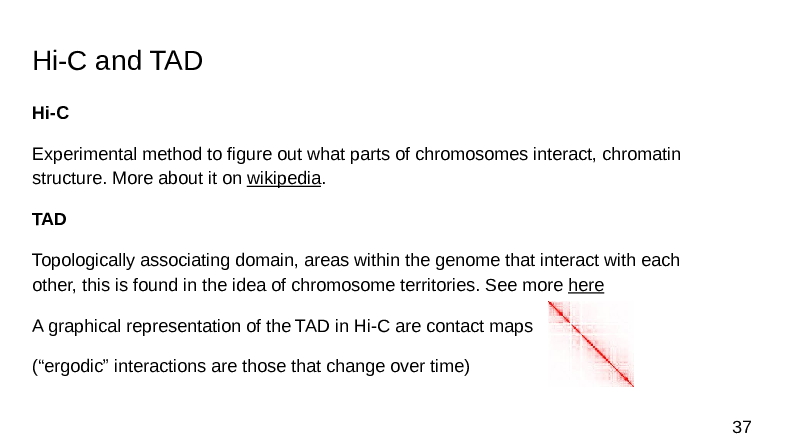 Hi-C and TAD
Hi-C
Experimental method to figure out what parts of chromosomes interact, chromatin
structure. More about it on wikipedia.
TAD
Topologically associating domain, areas within the genome that interact with each
other, this is found in the idea of chromosome territories. See more here
A graphical representation of the TAD in Hi-C are contact maps
(“ergodic” interactions are those that change over time)
37